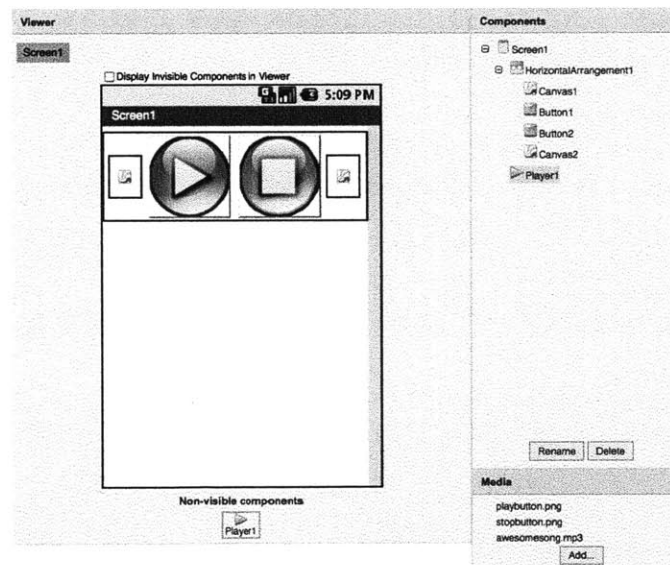 Viewer
Screen1
Display Invisible Components in Viewer
5:09 PM
Screen1
Non-visible components
Player1
Components
Screen1
HorizontalArrangement1
Canvas1
Button1
Button2
Canvas2
Player1
Rename Delete
Media
playbutton.png
stopbutton.png
awesomesong.mp3
Add...